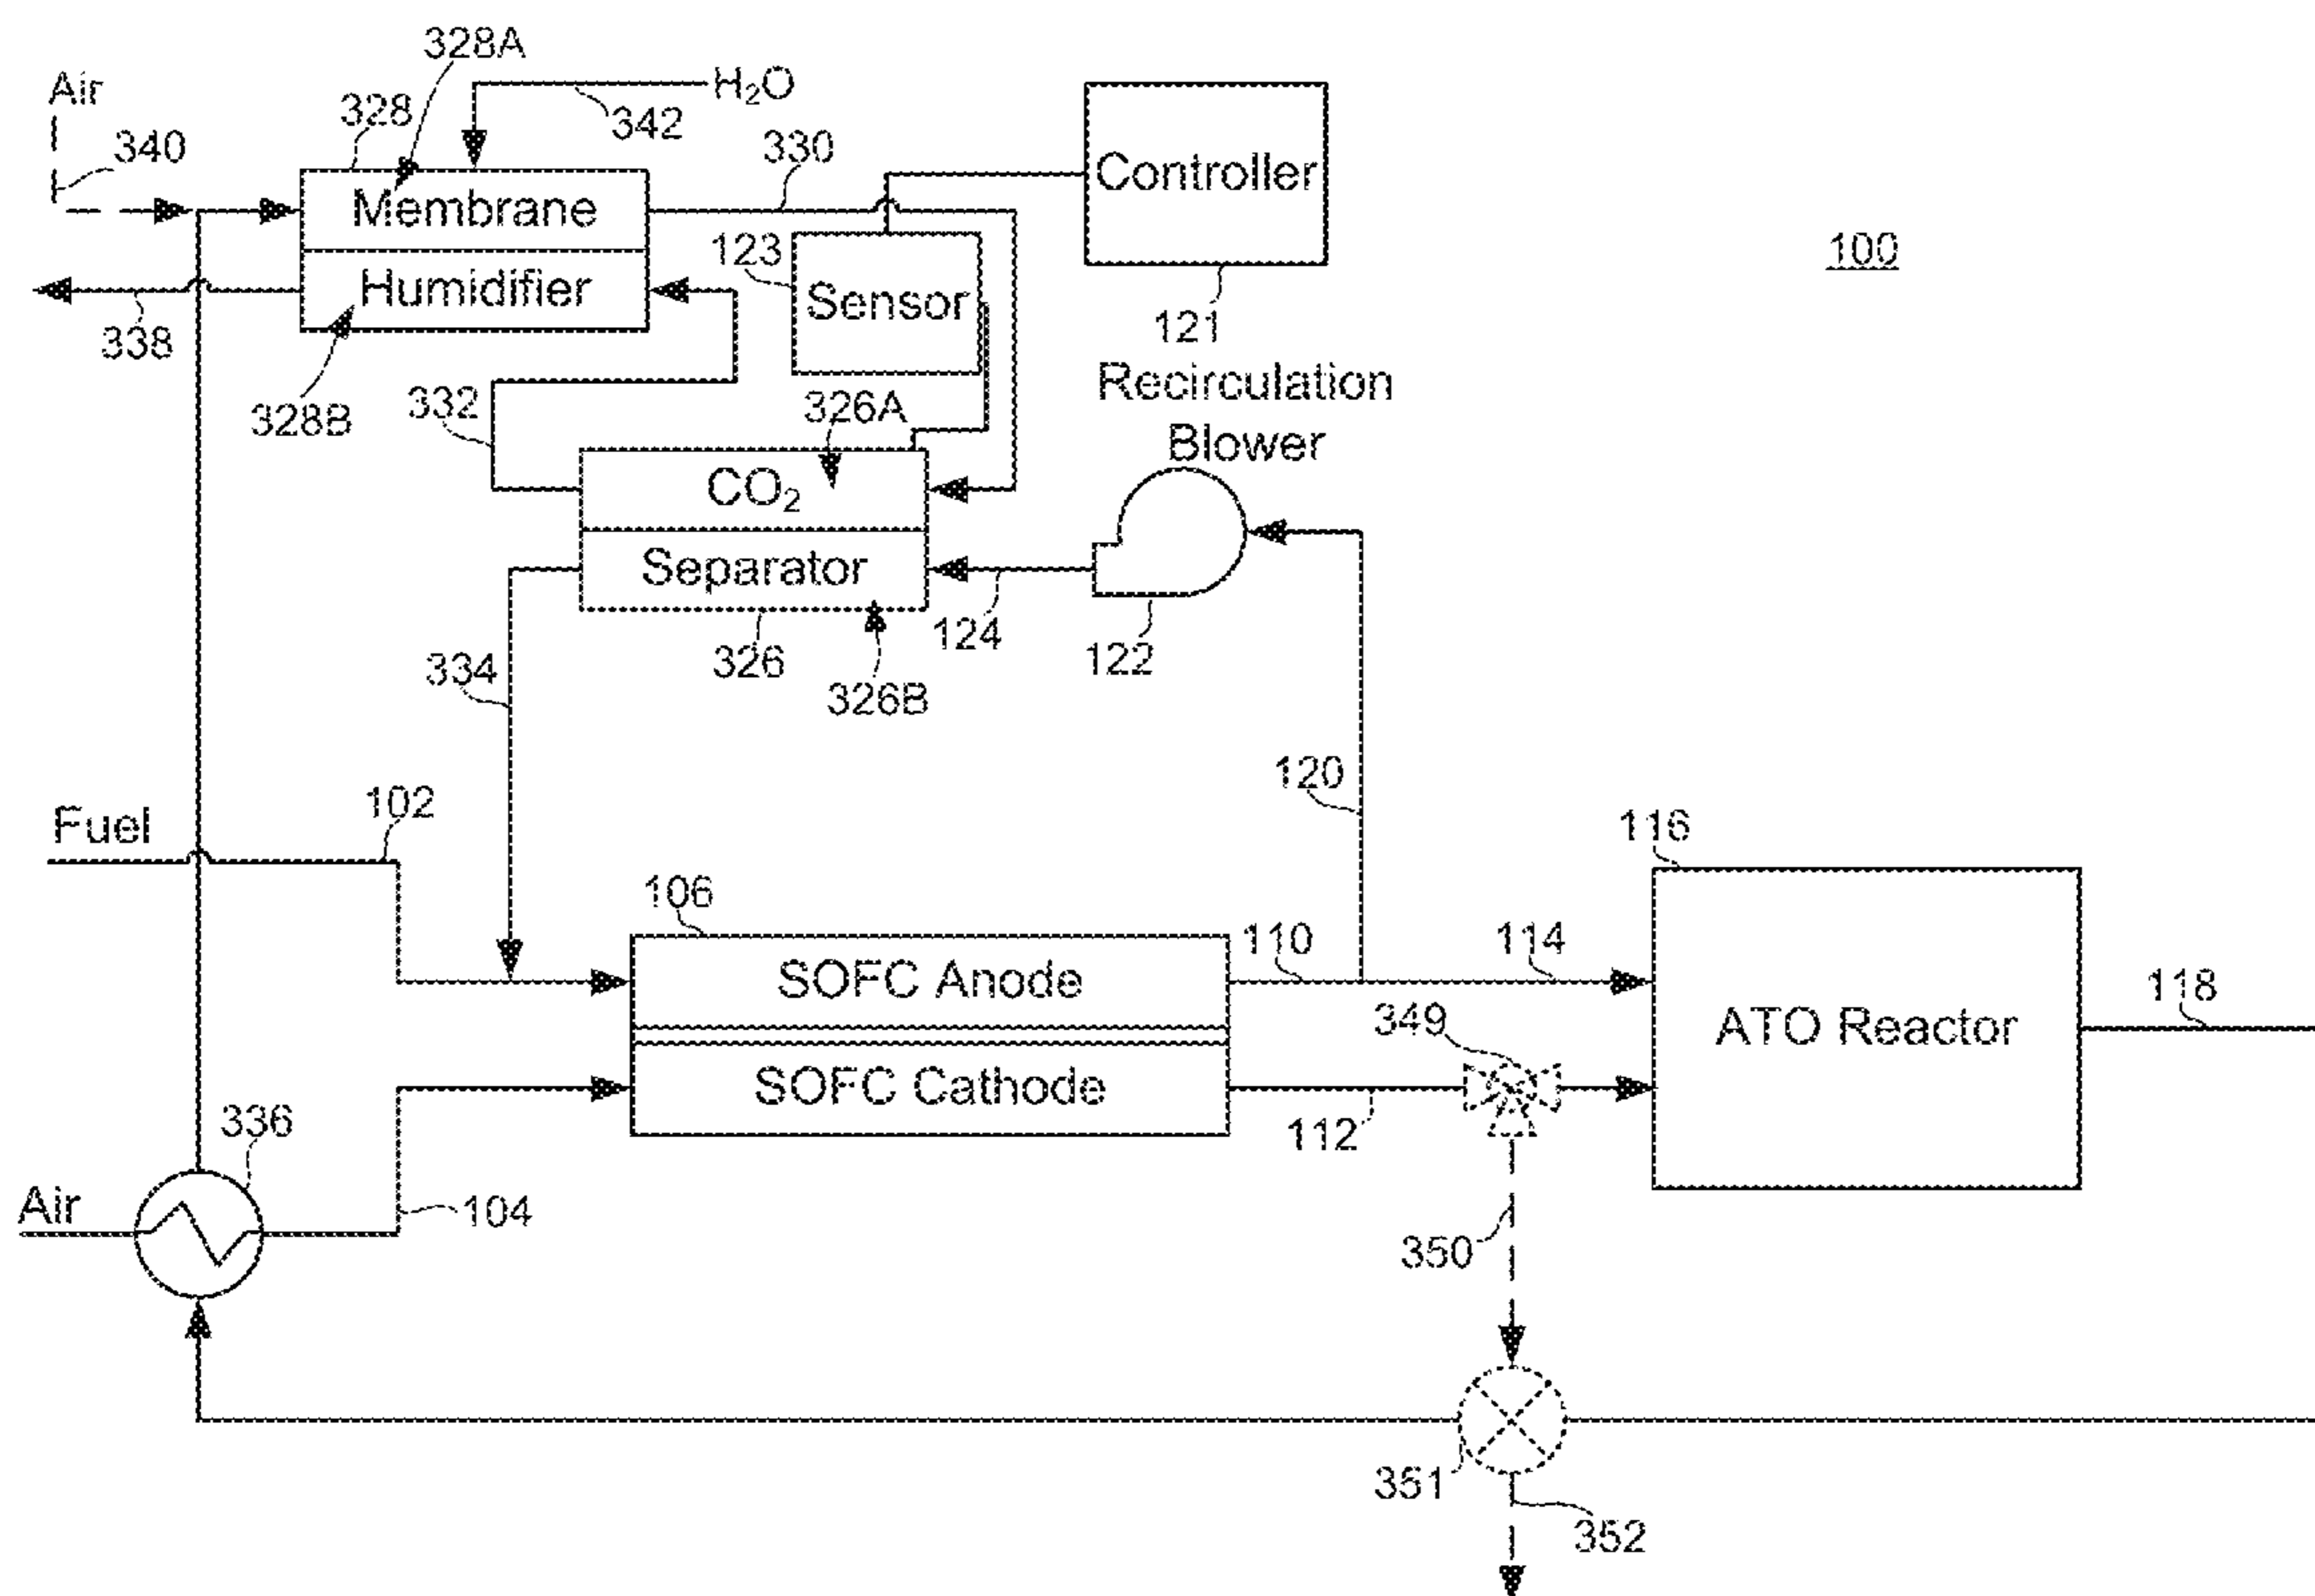 328A
Air
328
H₂O
342
340
330
Controller
Membrane
123
100
Humidifier
Sensor
338
121
Recirculation
Blower
328B
332
326A
CO₂
Separator
124
122
326
334
326B
120
Fuel
102
116
106
110
114
SOFC Anode
118
349
ATO Reactor
SOFC Cathode
336
112
Air
104
350
351
352